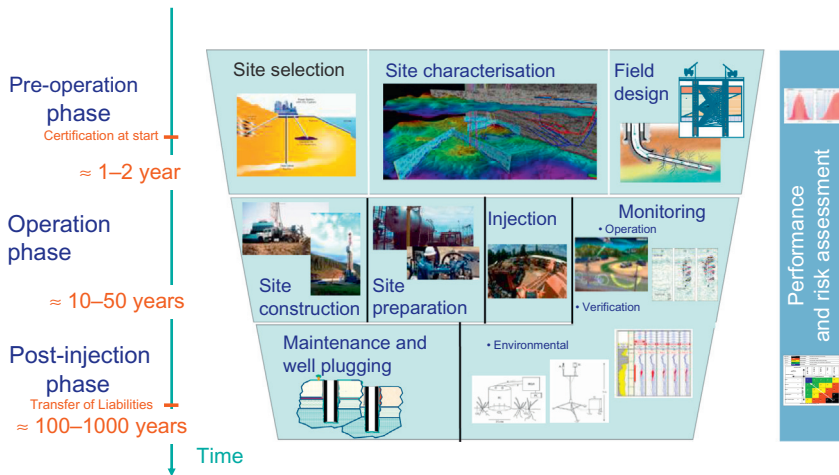 Pre-operation
phase
Certification at start
≈ 1–2 year
Operation
phase
≈ 10–50 years
Post-injection
phase
Transfer of Liabilities
≈ 100–1000 years
Time
Site selection
Site characterisation
Field
design
Site
construction
Site
preparation
Injection
Monitoring
• Operation
• Verification
Maintenance and
well plugging
• Environmental
Performance
and risk assessment